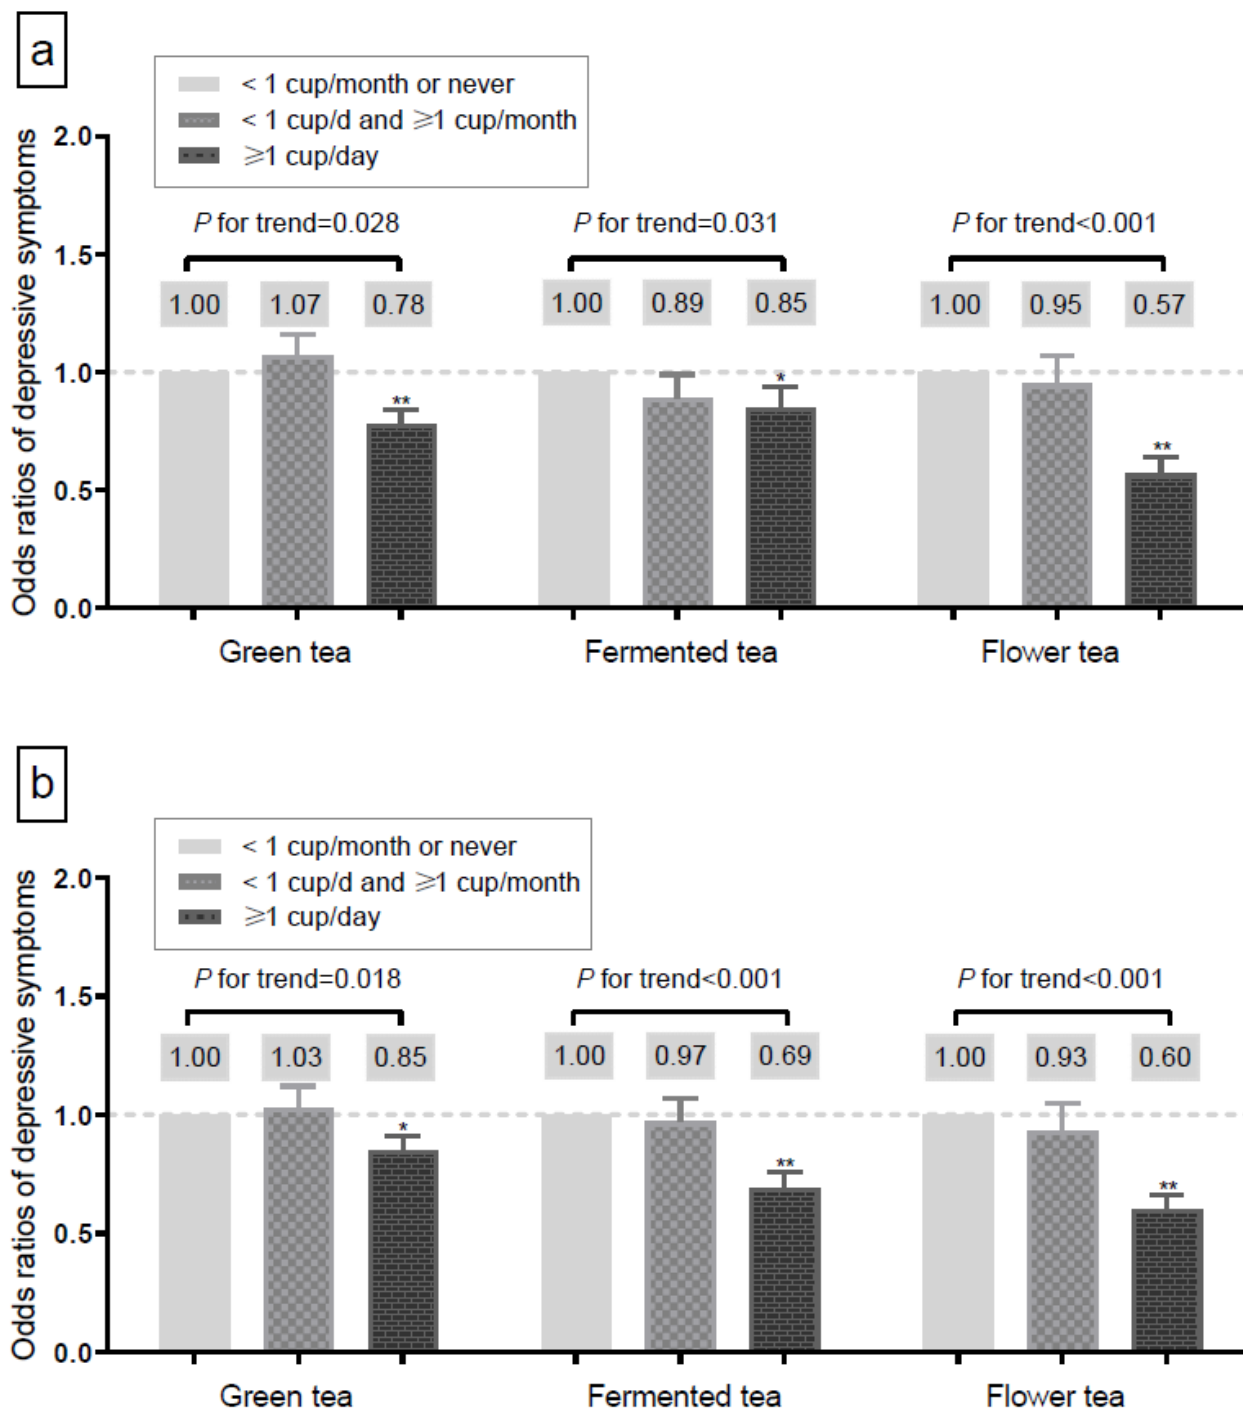 a
< 1 cup/month or never
< 1 cup/d and ≥1 cup/month
≥1 cup/day
Odds ratios of depressive symptoms
2.0
1.5
1.0
0.5
0.0
P for trend=0.028
P for trend=0.031
P for trend<0.001
1.00 1.07 0.78
1.00 0.89 0.85
1.00 0.95 0.57
**
*
**
Green tea
Fermented tea
Flower tea
b
< 1 cup/month or never
< 1 cup/d and ≥1 cup/month
≥1 cup/day
Odds ratios of depressive symptoms
2.0
1.5
1.0
0.5
0.0
P for trend=0.018
P for trend<0.001
P for trend<0.001
1.00 1.03 0.85
1.00 0.97 0.69
1.00 0.93 0.60
*
**
**
Green tea
Fermented tea
Flower tea